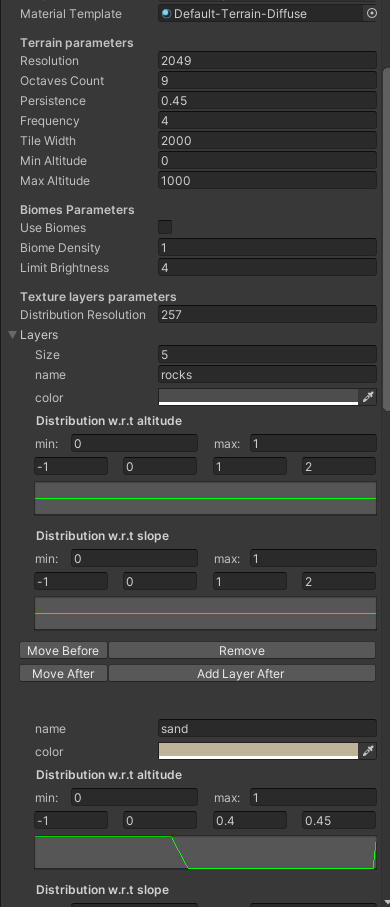 Material Template Default-Terrain-Diffuse
Terrain parameters
Resolution 2049
Octaves Count 9
Persistence 0.45
Frequency 4
Tile Width 2000
Min Altitude 0
Max Altitude 1000
Biomes Parameters
Use Biomes
Biome Density 1
Limit Brightness 4
Texture layers parameters
Distribution Resolution 257
Layers
Size 5
name rocks
color
Distribution w.r.t altitude
min: 0 max: 1
-1 0 1 2
Distribution w.r.t slope
min: 0 max: 1
-1 0 1 2
Move Before Remove
Move After Add Layer After
name sand
color
Distribution w.r.t altitude
min: 0 max: 1
-1 0 0.4 0.45
Distribution w.r.t slope